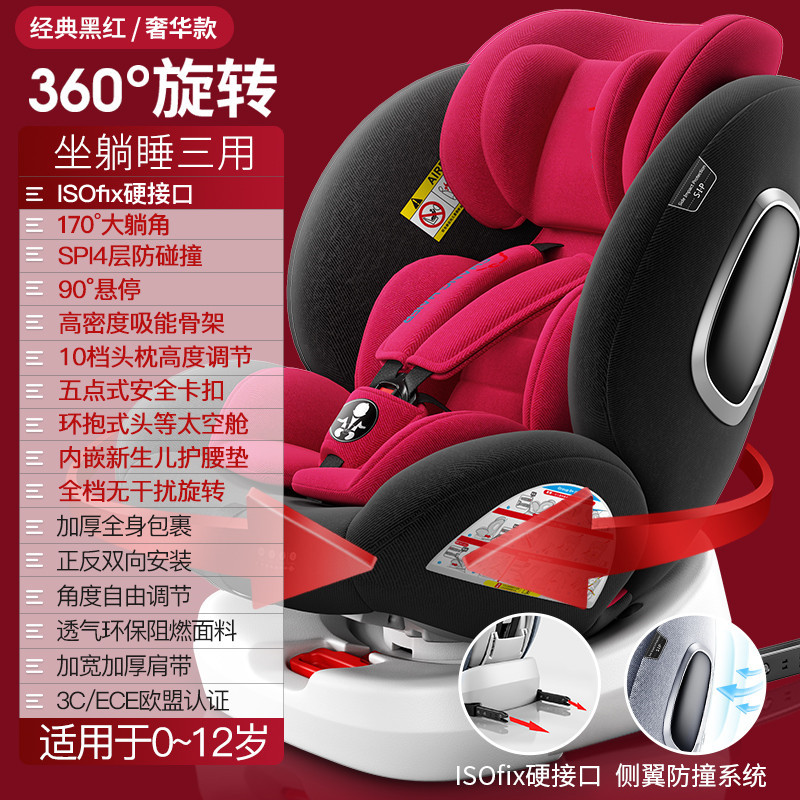 经典黑红 / 奢华款
360°旋转
坐躺睡三用
ISOfix硬接口
170°大躺角
SPI4层防碰撞
90°悬停
高密度吸能骨架
10档头枕高度调节
五点式安全卡扣
环抱式头等太空舱
内嵌新生儿护腰垫
全档无干扰旋转
加厚全身包裹
正反双向安装
角度自由调节
透气环保阻燃面料
加宽加厚肩带
3C/ECE欧盟认证
适用于0~12岁
AIR
Side Impact Protection
SIP
ISOfix硬接口
侧翼防撞系统